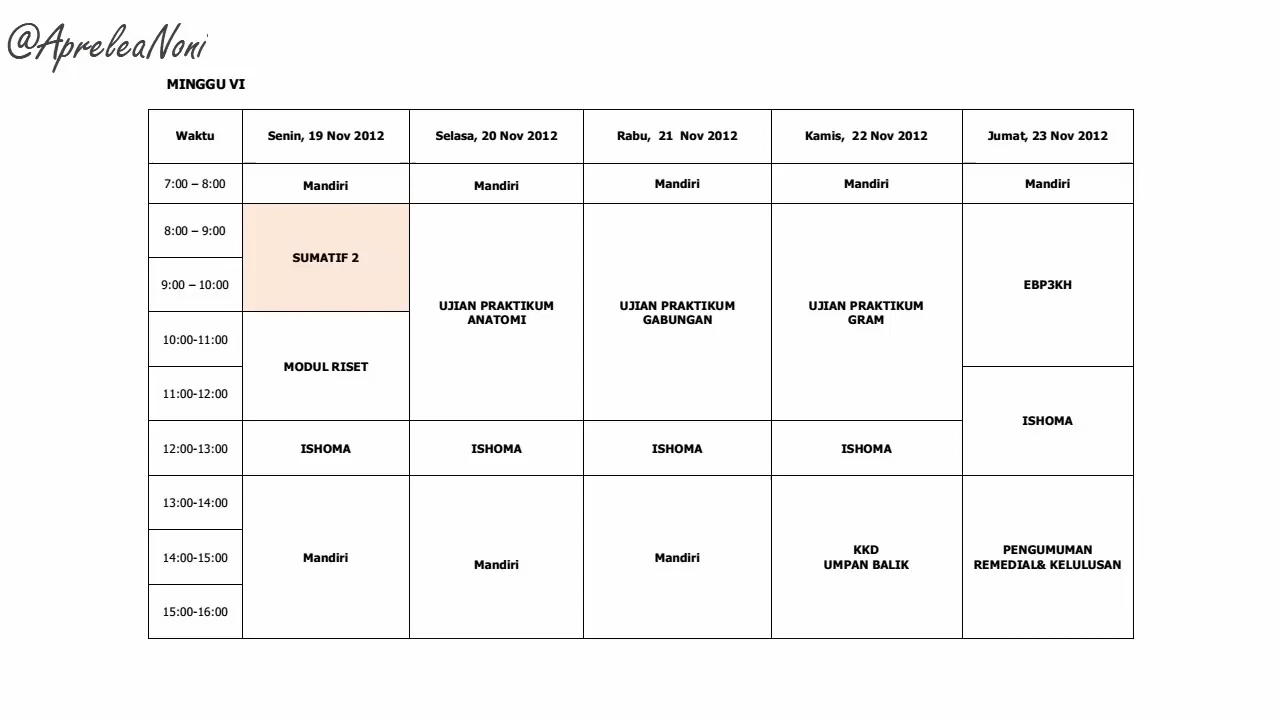 @ApreleaNoni
MINGGU VI
Waktu
Senin, 19 Nov 2012
Selasa, 20 Nov 2012
Rabu,  21  Nov 2012
Kamis,  22 Nov 2012
Jumat, 23 Nov 2012
7:00 – 8:00
Mandiri
Mandiri
Mandiri
Mandiri
Mandiri
8:00 – 9:00
SUMATIF 2
UJIAN PRAKTIKUM
ANATOMI
UJIAN PRAKTIKUM
GABUNGAN
UJIAN PRAKTIKUM
GRAM
EBP3KH
9:00 – 10:00
10:00-11:00
MODUL RISET
11:00-12:00
ISHOMA
12:00-13:00
ISHOMA
ISHOMA
ISHOMA
ISHOMA
13:00-14:00
Mandiri
Mandiri
Mandiri
KKD
UMPAN BALIK
PENGUMUMAN
REMEDIAL& KELULUSAN
14:00-15:00
15:00-16:00